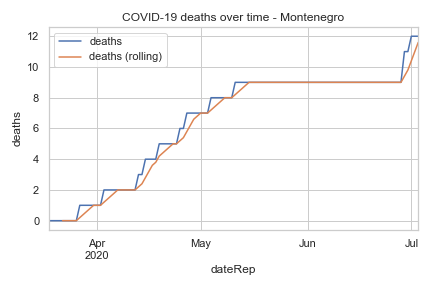 COVID-19 deaths over time - Montenegro
deaths
deaths (rolling)
deaths
12
10
8
6
4
2
0
Apr
2020
May
Jun
Jul
dateRep